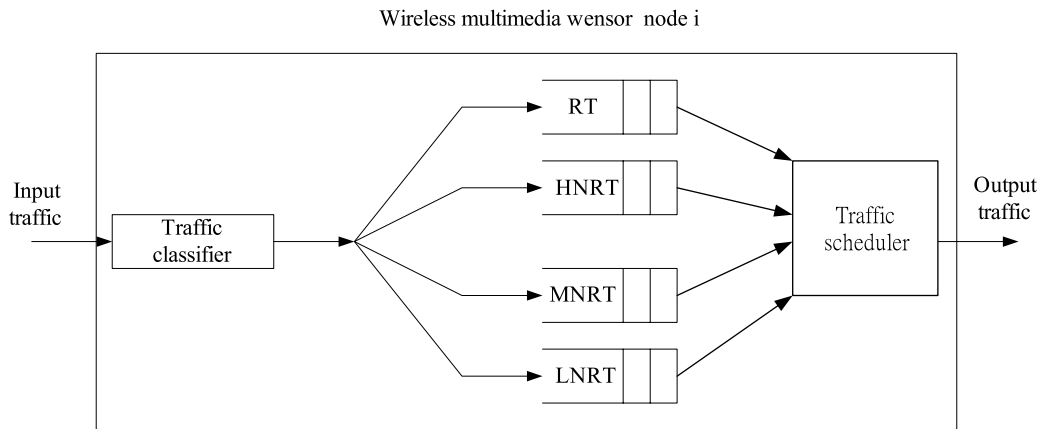 Wireless multimedia wensor node i
RT
HNRT
Input
traffic
Traffic
classifier
Traffic
scheduler
Output
traffic
MNRT
LNRT